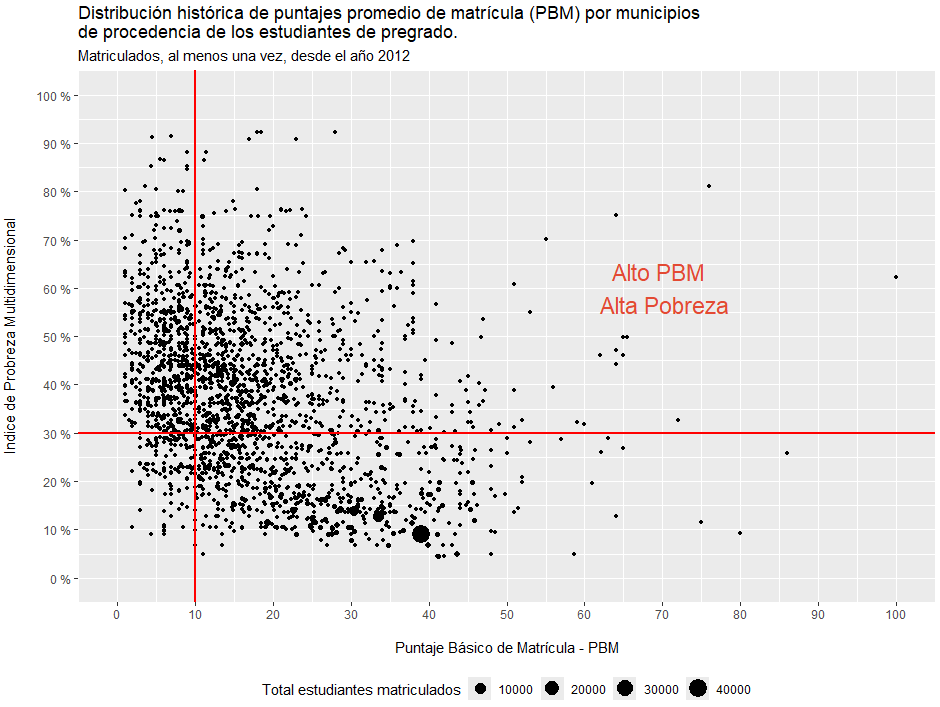 Distribución histórica de puntajes promedio de matrícula (PBM) por municipios
de procedencia de los estudiantes de pregrado.
Matriculados, al menos una vez, desde el año 2012
Indice de Probreza Multidimensional
100 %
90 %
80 %
70 %
60 %
50 %
40 %
30 %
20 %
10 %
0 %
Alto PBM
Alta Pobreza
0 10 20 30 40 50 60 70 80 90 100
Puntaje Básico de Matrícula - PBM
Total estudiantes matriculados 10000 20000 30000 40000